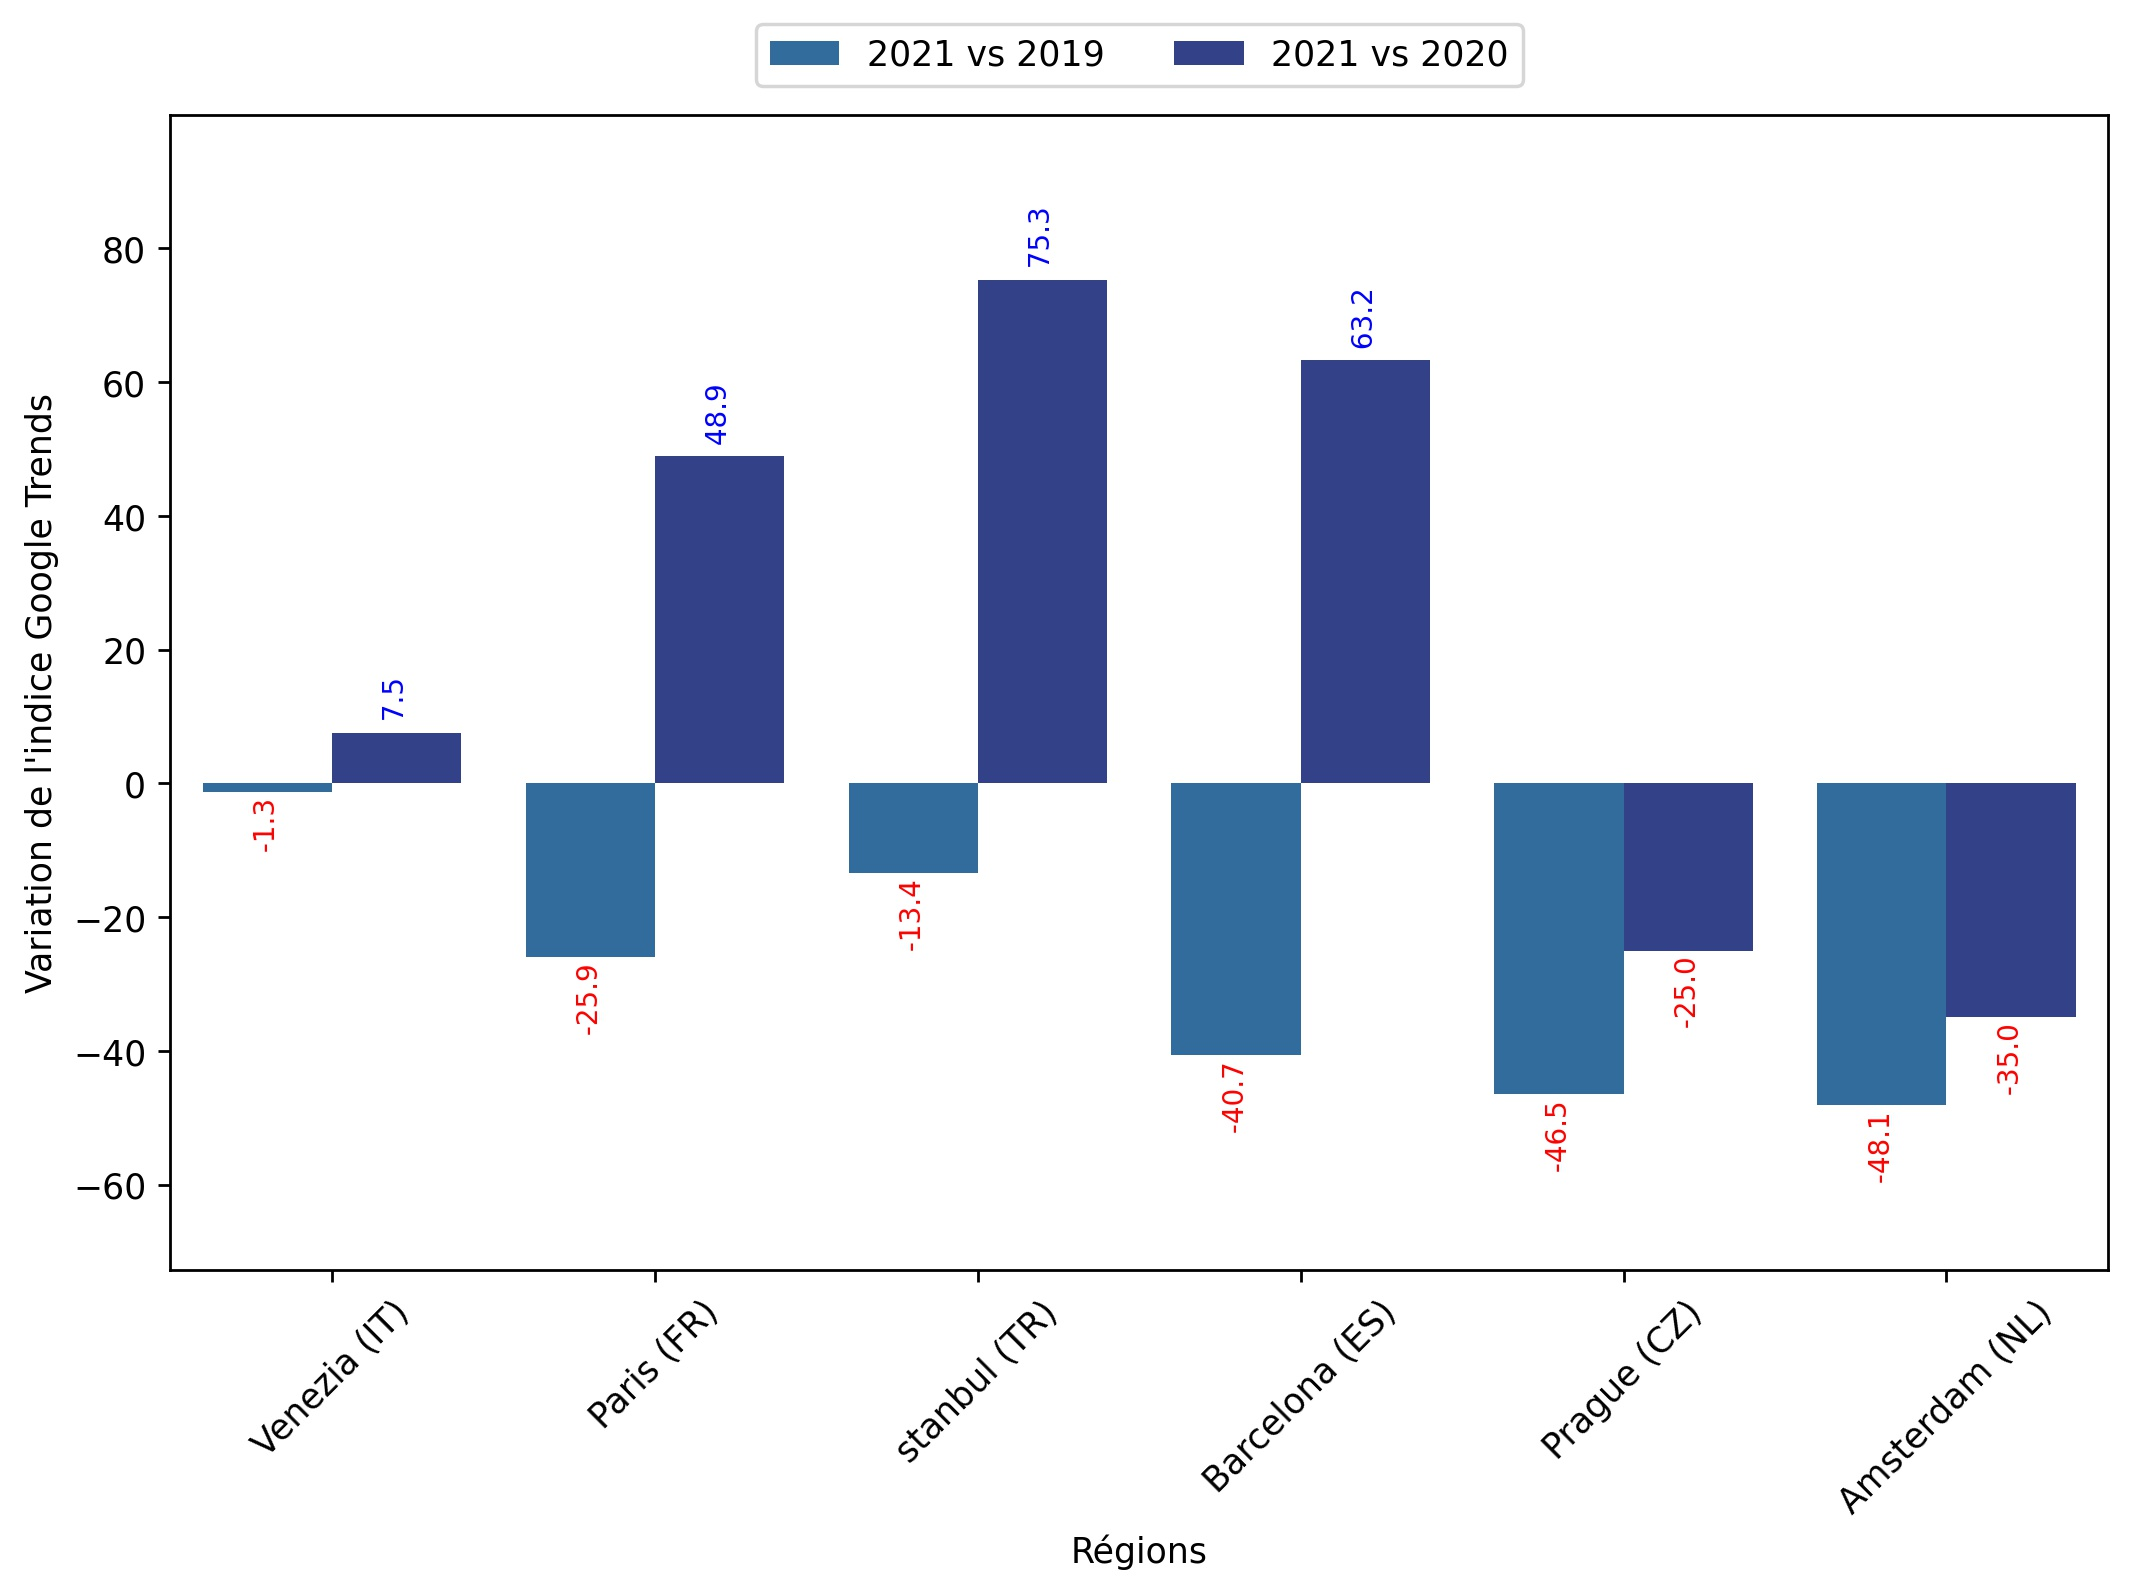 2021 vs 2019
2021 vs 2020
Variation de l'indice Google Trends
80
60
40
20
0
−20
−40
−60
-1.3
7.5
-25.9
48.9
-13.4
75.3
-40.7
63.2
-46.5
-25.0
-48.1
-35.0
Venezia (IT)
Paris (FR)
stanbul (TR)
Barcelona (ES)
Prague (CZ)
Amsterdam (NL)
Régions